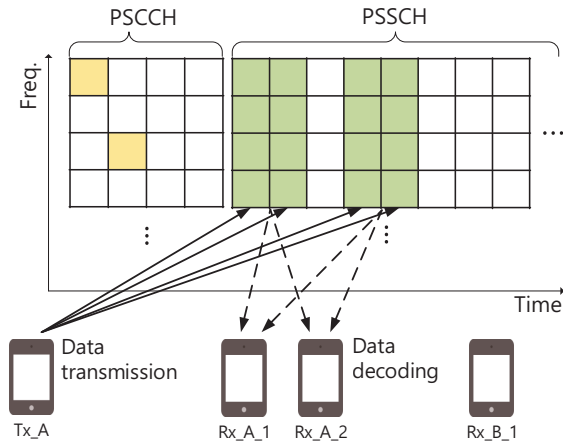 PSCCH
PSSCH
Freq.
...
⋮
⋮
Time
Data
transmission
Data
decoding
Tx_A
Rx_A_1
Rx_A_2
Rx_B_1